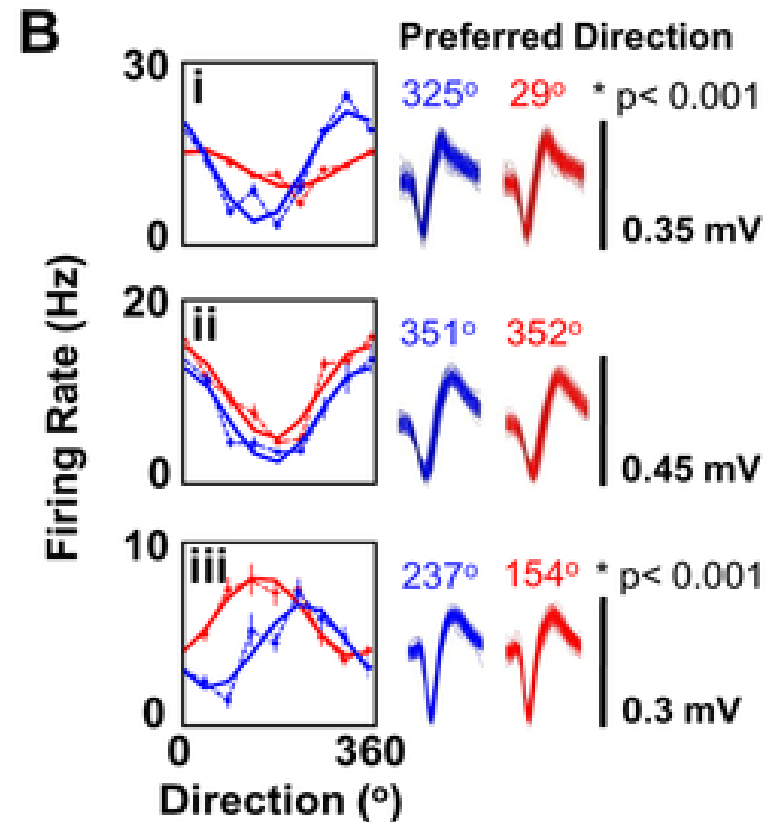 B
Preferred Direction
30
i
325° 29° * p< 0.001
0
0.35 mV
20
ii
351° 352°
0
0.45 mV
10
iii
237° 154° * p< 0.001
0
0.3 mV
0 360
Direction (°)
Firing Rate (Hz)